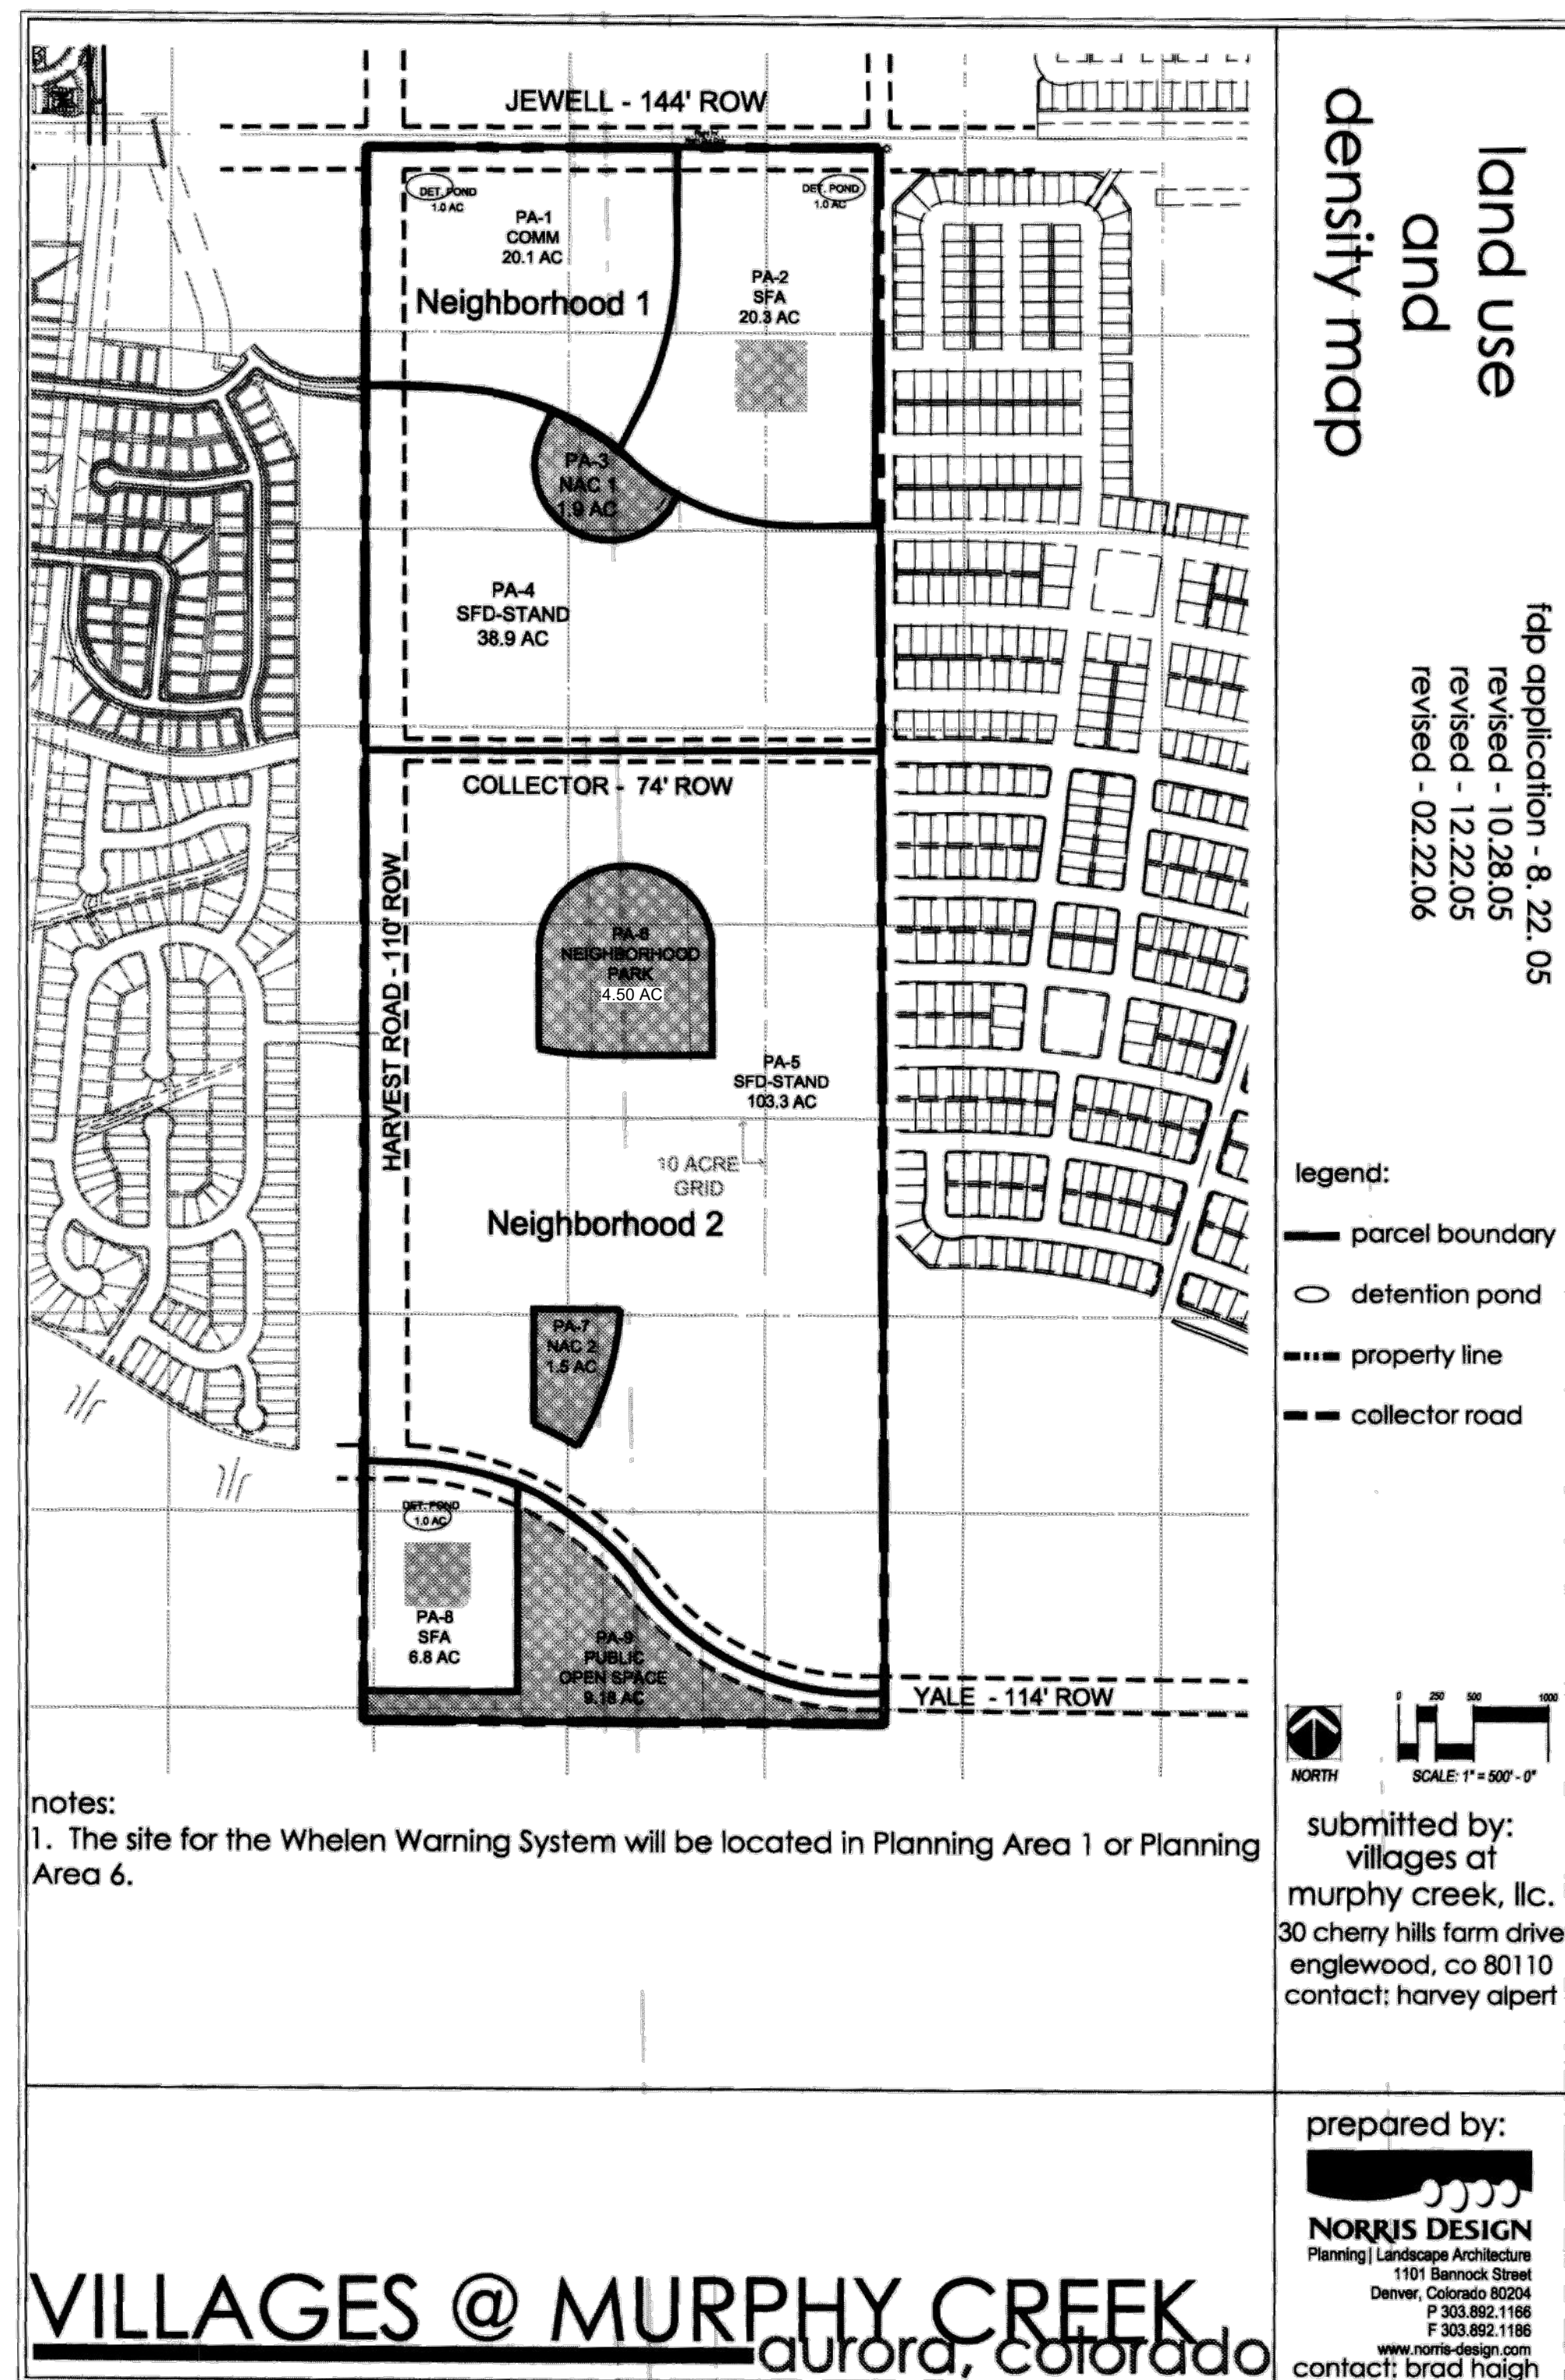 JEWELL - 144' ROW
DET. POND
1.0 AC
DET. POND
1.0 AC
PA-1
COMM
20.1 AC
Neighborhood 1
PA-2
SFA
20.3 AC
PA-3
NAC 1
1.9 AC
PA-4
SFD-STAND
38.9 AC
COLLECTOR - 74' ROW
HARVEST ROAD - 110' ROW
PA-6
NEIGHBORHOOD
PARK
4.50 AC
PA-5
SFD-STAND
103.3 AC
10 ACRE
GRID
Neighborhood 2
PA-7
NAC 2
1.5 AC
DET. POND
1.0 AC
PA-8
SFA
6.8 AC
PA-9
PUBLIC
OPEN SPACE
9.18 AC
YALE - 114' ROW
land use
and
density map
fdp application - 8. 22. 05
revised - 10.28.05
revised - 12.22.05
revised - 02.22.06
legend:
parcel boundary
detention pond
property line
collector road
0 250 500 1000
NORTH
SCALE: 1" = 500'- 0"
notes:
1. The site for the Whelen Warning System will be located in Planning Area 1 or Planning
Area 6.
submitted by:
villages at
murphy creek, llc.
30 cherry hills farm drive
englewood, co 80110
contact: harvey alpert
prepared by:
NORRIS DESIGN
Planning | Landscape Architecture
1101 Bannock Street
Denver, Colorado 80204
P 303.892.1166
F 303.892.1186
www.norris-design.com
contact: brad haigh
VILLAGES @ MURPHY CREEK
aurora, colorado